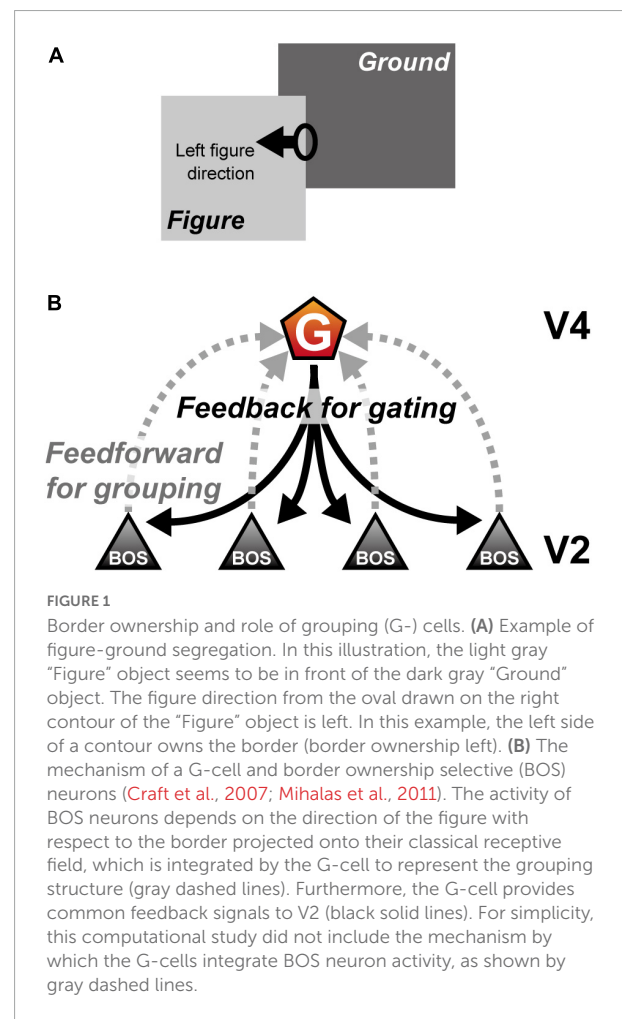 A
Ground
Left figure
direction
Figure
B
G
V4
Feedback for gating
Feedforward
for grouping
BOS BOS BOS BOS
V2
FIGURE 1
Border ownership and role of grouping (G-) cells. (A) Example of
figure-ground segregation. In this illustration, the light gray
“Figure” object seems to be in front of the dark gray “Ground”
object. The figure direction from the oval drawn on the right
contour of the “Figure” object is left. In this example, the left side
of a contour owns the border (border ownership left). (B) The
mechanism of a G-cell and border ownership selective (BOS)
neurons (Craft et al., 2007; Mihalas et al., 2011). The activity of
BOS neurons depends on the direction of the figure with
respect to the border projected onto their classical receptive
field, which is integrated by the G-cell to represent the grouping
structure (gray dashed lines). Furthermore, the G-cell provides
common feedback signals to V2 (black solid lines). For simplicity,
this computational study did not include the mechanism by
which the G-cells integrate BOS neuron activity, as shown by
gray dashed lines.